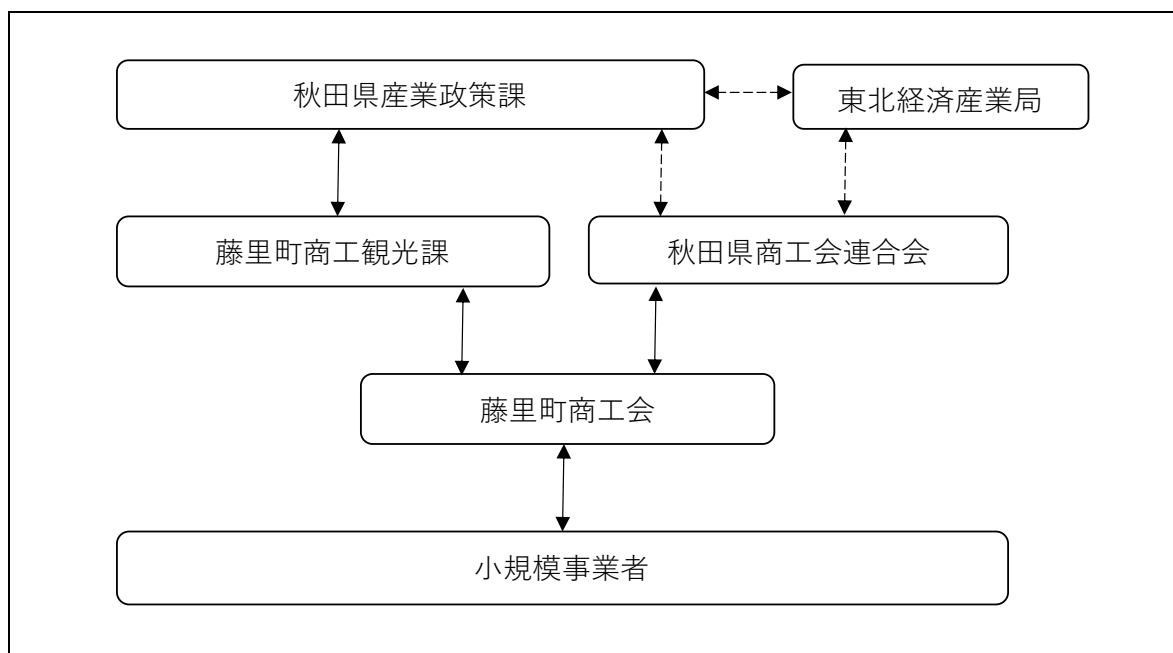 秋田県産業政策課
東北経済産業局
藤里町商工観光課
秋田県商工会連合会
藤里町商工会
小規模事業者